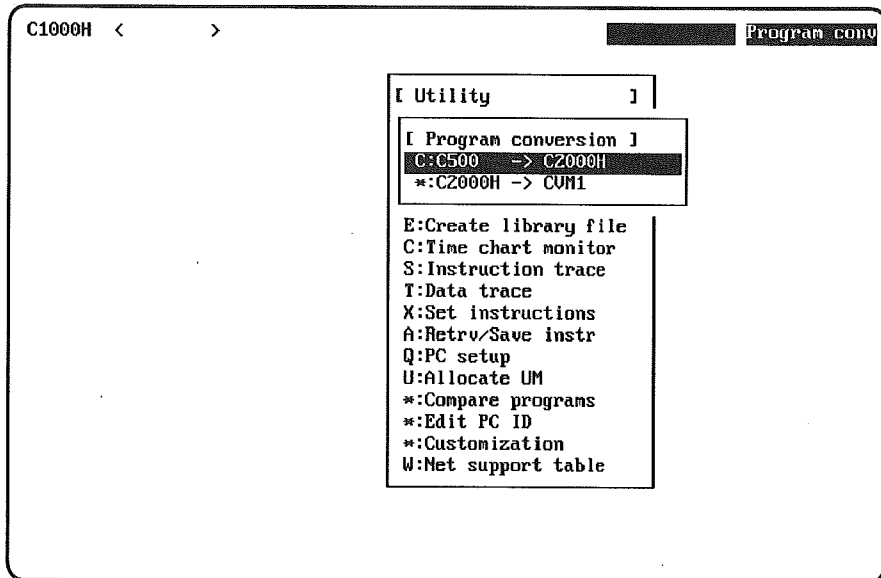 C1000H <        > Program conv
[ Utility ]
[ Program conversion ]
C:C500 -> C2000H
*:C2000H -> CVM1
E:Create library file
C:Time chart monitor
S:Instruction trace
T:Data trace
X:Set instructions
A:Retrv/Save instr
Q:PC setup
U:Allocate UM
*:Compare programs
*:Edit PC ID
*:Customization
W:Net support table